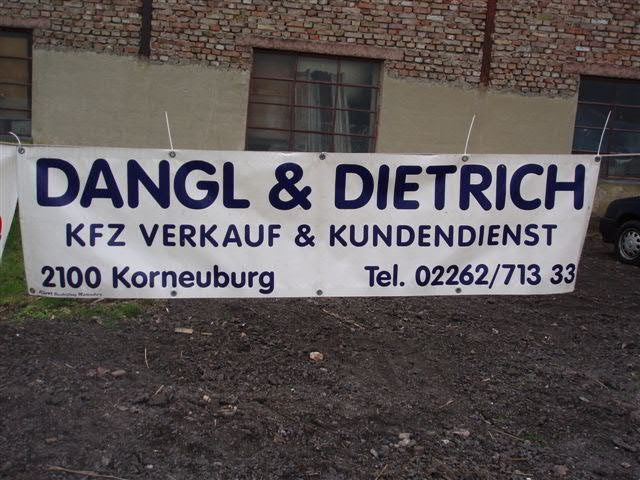 DANGL & DIETRICH
KFZ VERKAUF & KUNDENDIENST
2100 Korneuburg Tel. 02262/713 33